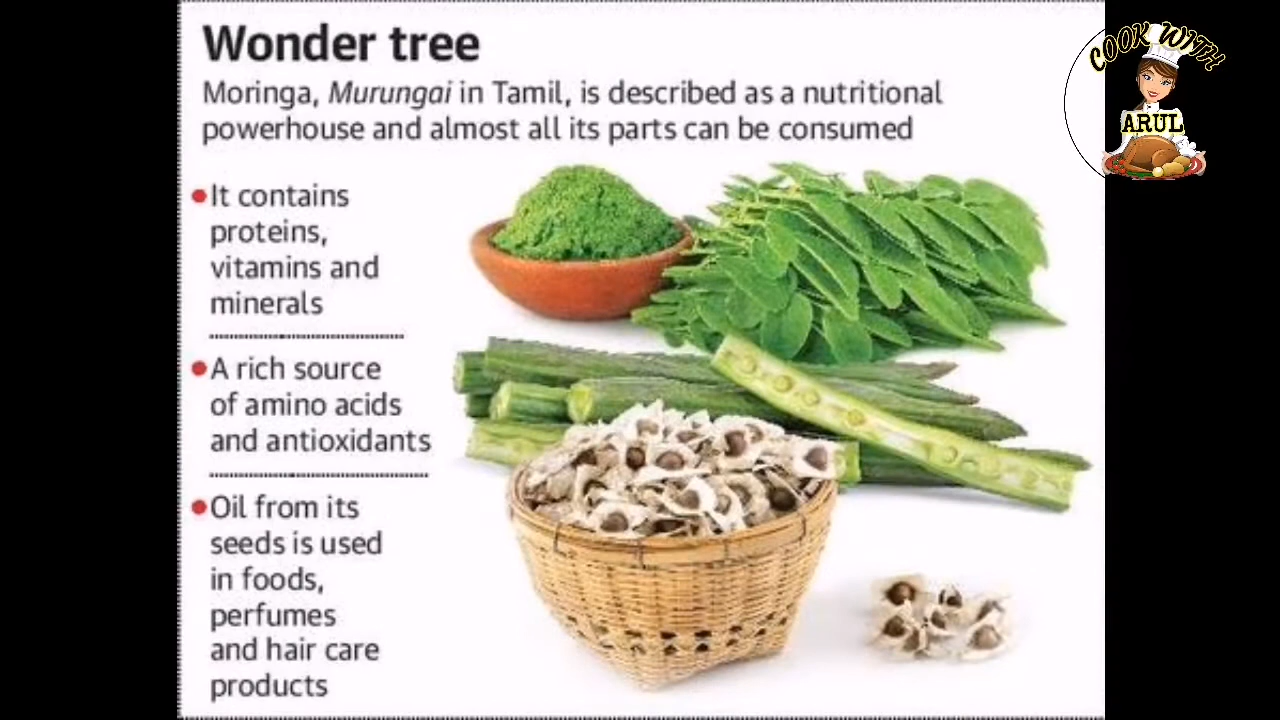 Wonder tree
Moringa, Murungai in Tamil, is described as a nutritional
powerhouse and almost all its parts can be consumed
It contains
proteins,
vitamins and
minerals
A rich source
of amino acids
and antioxidants
Oil from its
seeds is used
in foods,
perfumes
and hair care
products
COOK WITH
ARUL